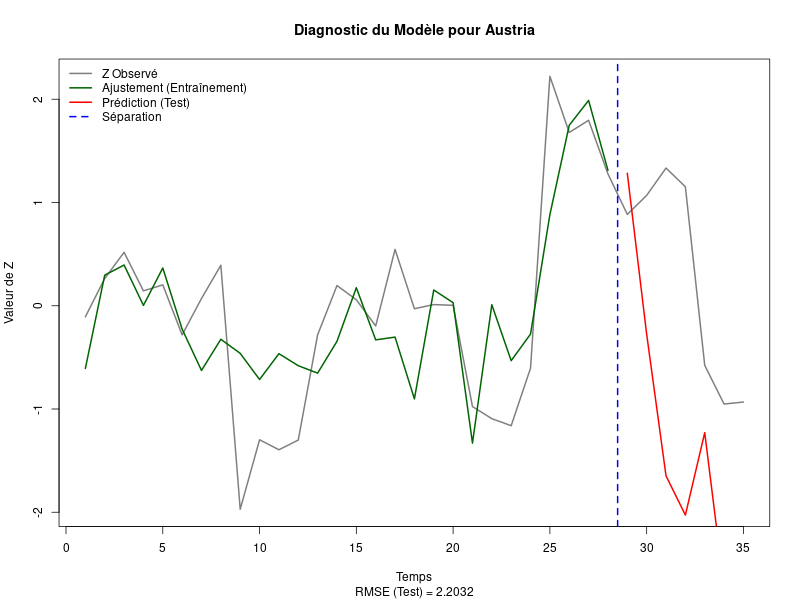 Diagnostic du Modèle pour Austria
Z Observé
Ajustement (Entraînement)
Prédiction (Test)
Séparation
Valeur de Z
2
1
0
-1
-2
0 5 10 15 20 25 30 35
Temps
RMSE (Test) = 2.2032